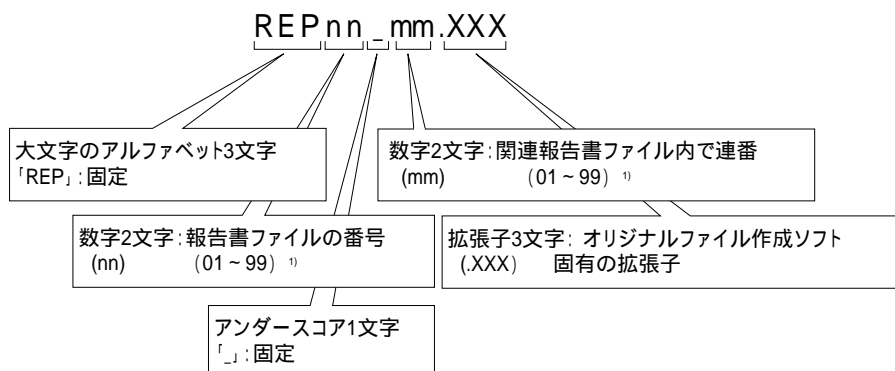 REPnn_mm.XXX
大文字のアルファベット3文字
「REP」:固定
数字2文字:関連報告書ファイル内で連番
(mm) (01~99) 1)
数字2文字:報告書ファイルの番号
(nn) (01~99) 1)
拡張子3文字: オリジナルファイル作成ソフト
(.XXX) 固有の拡張子
アンダースコア1文字
「_」:固定